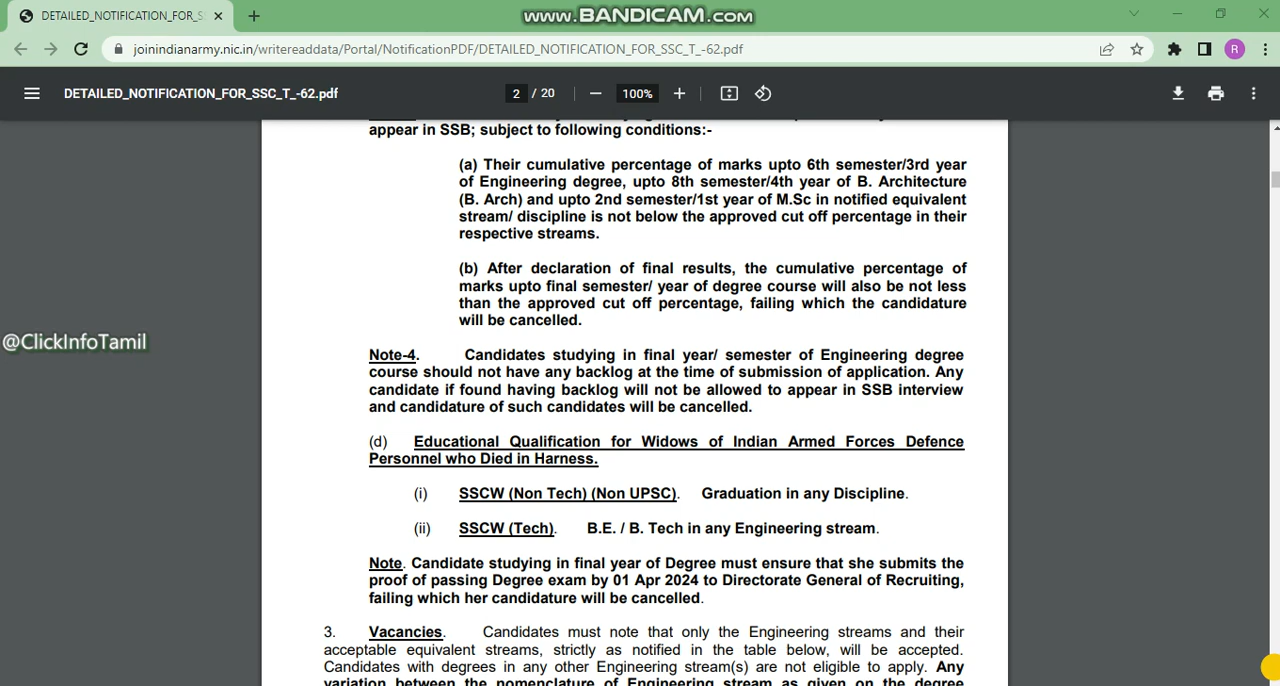 DETAILED_NOTIFICATION_FOR_S
www.BANDICAM.com
joinindianarmy.nic.in/writereaddata/Portal/NotificationPDF/DETAILED_NOTIFICATION_FOR_SSC_T_-62.pdf
R
DETAILED_NOTIFICATION_FOR_SSC_T_-62.pdf
2 / 20
100%
appear in SSB; subject to following conditions:-
(a) Their cumulative percentage of marks upto 6th semester/3rd year
of Engineering degree, upto 8th semester/4th year of B. Architecture
(B. Arch) and upto 2nd semester/1st year of M.Sc in notified equivalent
stream/ discipline is not below the approved cut off percentage in their
respective streams.
(b) After declaration of final results, the cumulative percentage of
marks upto final semester/ year of degree course will also be not less
than the approved cut off percentage, failing which the candidature
will be cancelled.
@ClickInfoTamil
Note-4. Candidates studying in final year/ semester of Engineering degree
course should not have any backlog at the time of submission of application. Any
candidate if found having backlog will not be allowed to appear in SSB interview
and candidature of such candidates will be cancelled.
(d) Educational Qualification for Widows of Indian Armed Forces Defence
Personnel who Died in Harness.
(i) SSCW (Non Tech) (Non UPSC). Graduation in any Discipline.
(ii) SSCW (Tech). B.E. / B. Tech in any Engineering stream.
Note. Candidate studying in final year of Degree must ensure that she submits the
proof of passing Degree exam by 01 Apr 2024 to Directorate General of Recruiting,
failing which her candidature will be cancelled.
3. Vacancies. Candidates must note that only the Engineering streams and their
acceptable equivalent streams, strictly as notified in the table below, will be accepted.
Candidates with degrees in any other Engineering stream(s) are not eligible to apply. Any
variation between the nomenclature of Engineering stream as given on the degree